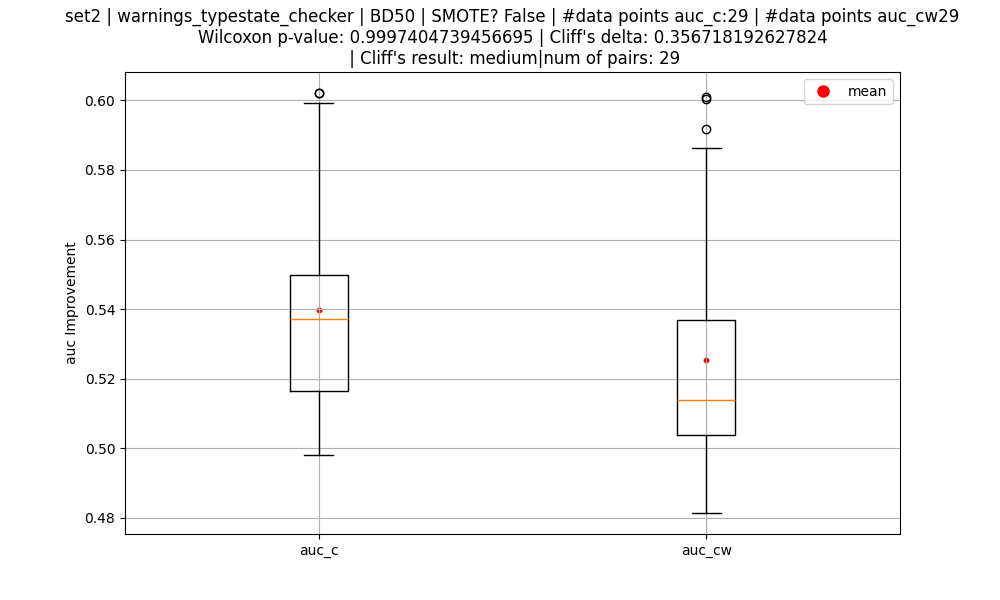 set2 | warnings_typestate_checker | BD50 | SMOTE? False | #data points auc_c:29 | #data points auc_cw29
Wilcoxon p-value: 0.9997404739456695 | Cliff's delta: 0.356718192627824
| Cliff's result: medium|num of pairs: 29
mean
0.60
0.58
0.56
0.54
0.52
0.50
0.48
auc Improvement
auc_c
auc_cw